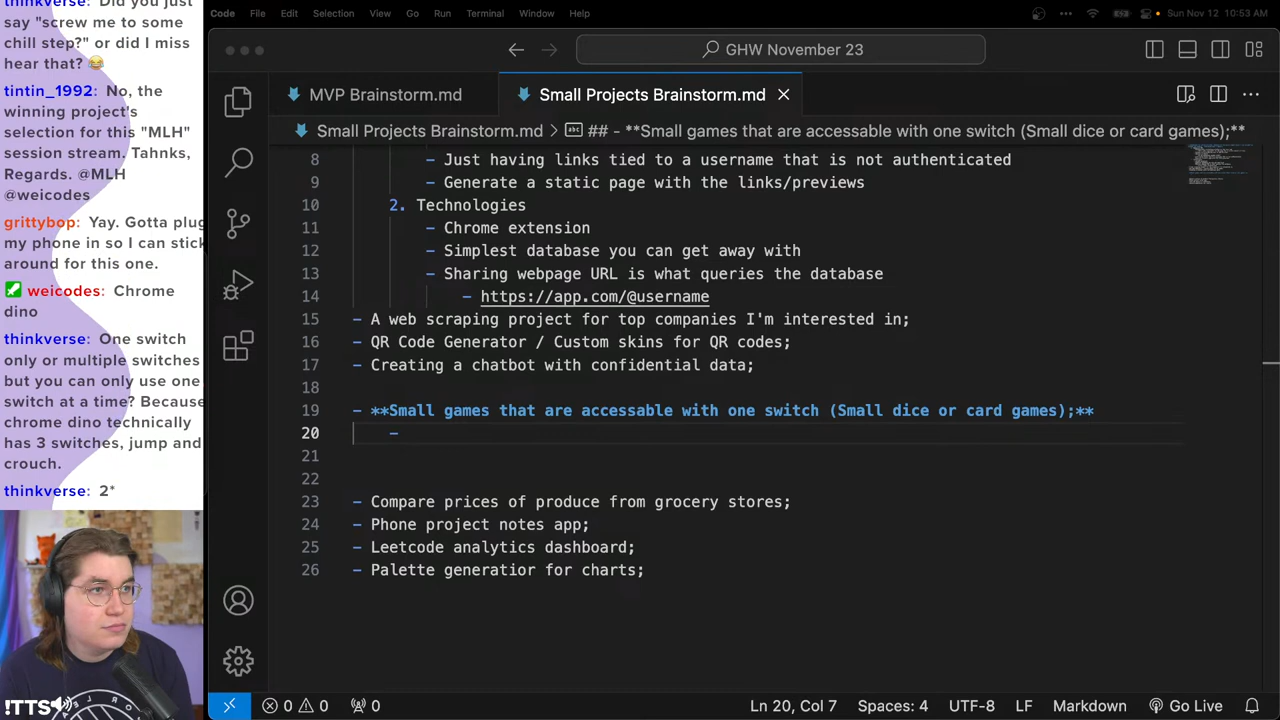 thinkverse: Did you just
say "screw me to some
chill step?" or did I miss
hear that? 😂
tintin_1992: No, the
winning project's
selection for this "MLH"
session stream. Tahnks,
Regards. @MLH
@weicodes
grittybop: Yay. Gotta plug
my phone in so I can stick
around for this one.
weicodes: Chrome
dino
thinkverse: One switch
only or multiple switches
but you can only use one
switch at a time? Because
chrome dino technically
has 3 switches, jump and
crouch.
thinkverse: 2*
!TTS
Code File Edit Selection View Go Run Terminal Window Help Sun Nov 12 10:53 AM
GHW November 23
MVP Brainstorm.md Small Projects Brainstorm.md
Small Projects Brainstorm.md > ## - **Small games that are accessable with one switch (Small dice or card games);**
8 - Just having links tied to a username that is not authenticated
9 - Generate a static page with the links/previews
10 2. Technologies
11 - Chrome extension
12 - Simplest database you can get away with
13 - Sharing webpage URL is what queries the database
14 - https://app.com/@username
15 - A web scraping project for top companies I'm interested in;
16 - QR Code Generator / Custom skins for QR codes;
17 - Creating a chatbot with confidential data;
18
19 - **Small games that are accessable with one switch (Small dice or card games);**
20 -
21
22
23 - Compare prices of produce from grocery stores;
24 - Phone project notes app;
25 - Leetcode analytics dashboard;
26 - Palette generatior for charts;
0 0 0 Ln 20, Col 7 Spaces: 4 UTF-8 LF Markdown Go Live